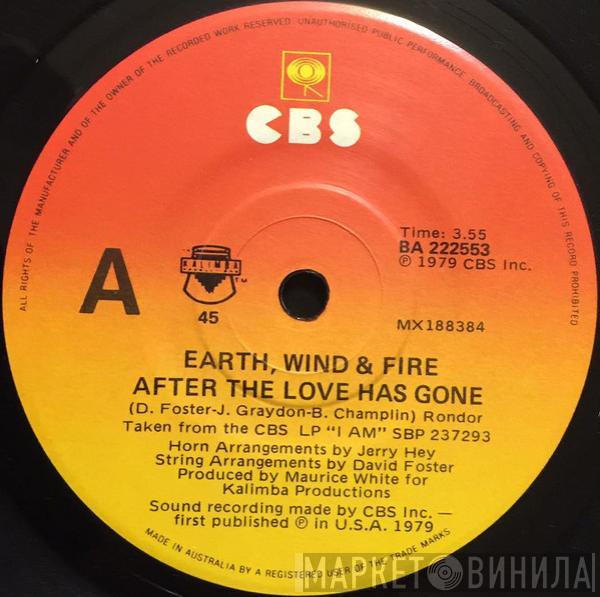 ALL RIGHTS OF THE MANUFACTURER AND OF THE OWNER OF THE RECORDED WORK RESERVED. UNAUTHORISED PUBLIC PERFORMANCE, BROADCASTING AND COPYING OF THIS RECORD PROHIBITED
CBS
Time: 3.55
BA 222553
℗ 1979 CBS Inc.
A
KALIMBA
TM
45
MX188384
EARTH, WIND & FIRE
AFTER THE LOVE HAS GONE
(D. Foster-J. Graydon-B. Champlin) Rondor
Taken from the CBS LP "I AM" SBP 237293
Horn Arrangements by Jerry Hey
String Arrangements by David Foster
Produced by Maurice White for
Kalimba Productions
Sound recording made by CBS Inc. —
first published ℗ in U.S.A. 1979
MADE IN AUSTRALIA BY A REGISTERED USER OF THE TRADE MARKS
МАРКЕТ ВИНИЛА